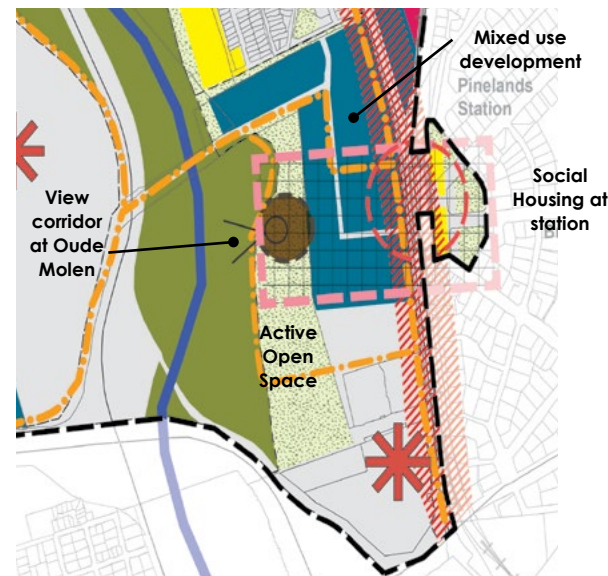 Mixed use
development
Pinelands
Station
Social
Housing at
station
View
corridor
at Oude
Molen
Active
Open
Space